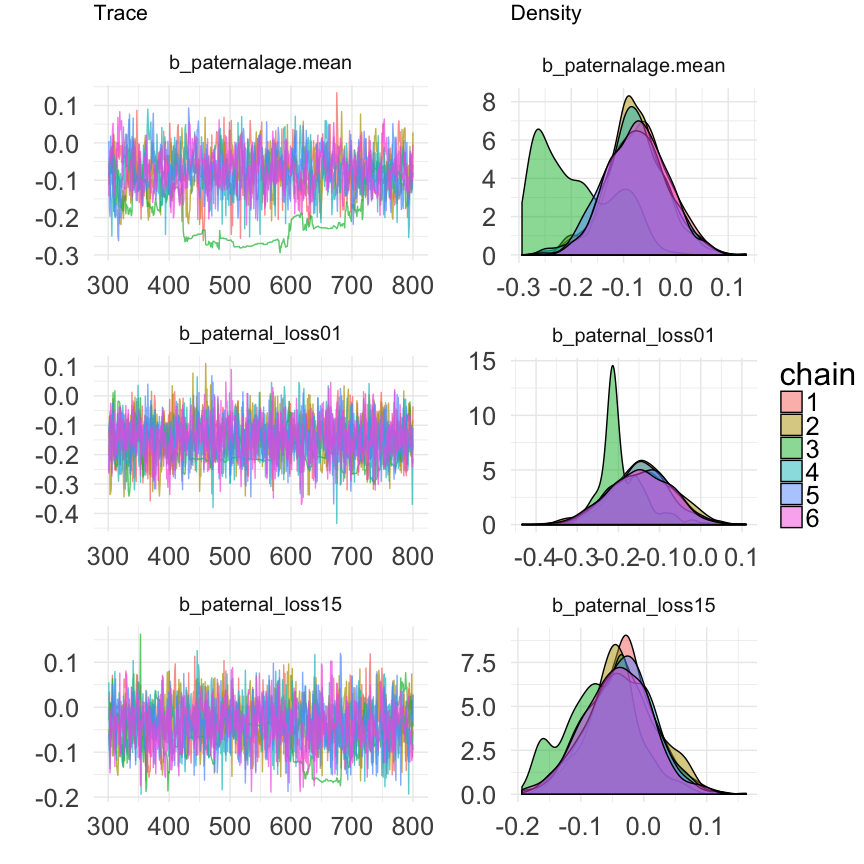 Trace
Density
b_paternalage.mean
b_paternalage.mean
0.1
0.0
-0.1
-0.2
-0.3
300 400 500 600 700 800
8
6
4
2
0
-0.3 -0.2 -0.1 0.0 0.1
b_paternal_loss01
b_paternal_loss01
0.1
0.0
-0.1
-0.2
-0.3
-0.4
300 400 500 600 700 800
15
10
5
0
-0.4-0.3-0.2-0.10.0 0.1
b_paternal_loss15
b_paternal_loss15
0.1
0.0
-0.1
-0.2
300 400 500 600 700 800
7.5
5.0
2.5
0.0
-0.2 -0.1 0.0 0.1
chain
1
2
3
4
5
6